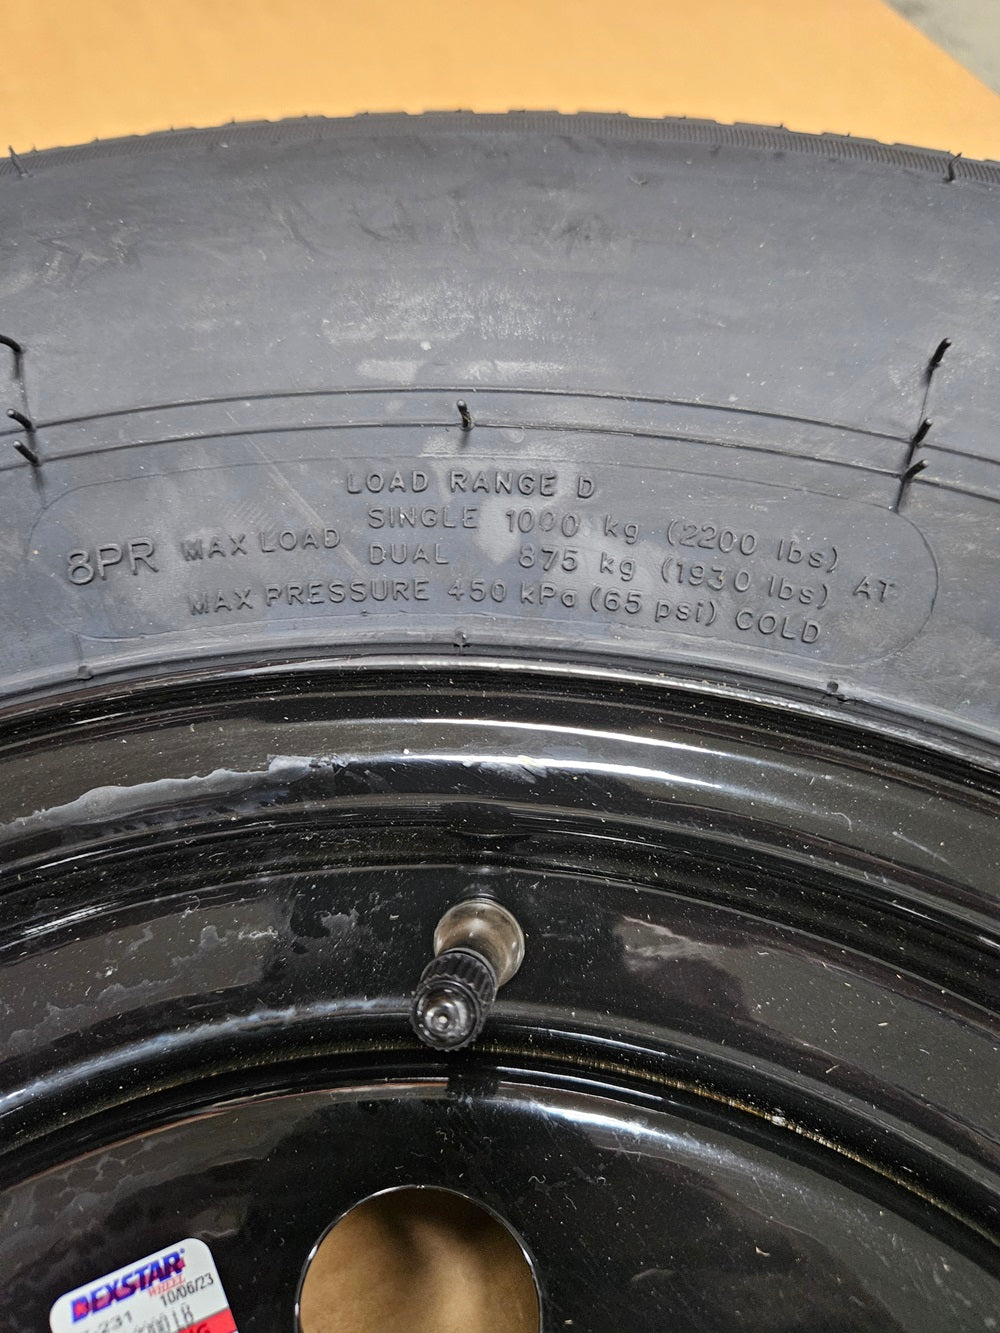 LOAD RANGE D
SINGLE 1000 kg (2200 lbs)
8PR MAX LOAD
DUAL 875 kg (1930 lbs) AT
MAX PRESSURE 450 kPa (65 psi) COLD
DEXSTAR
WHEEL
10/06/23